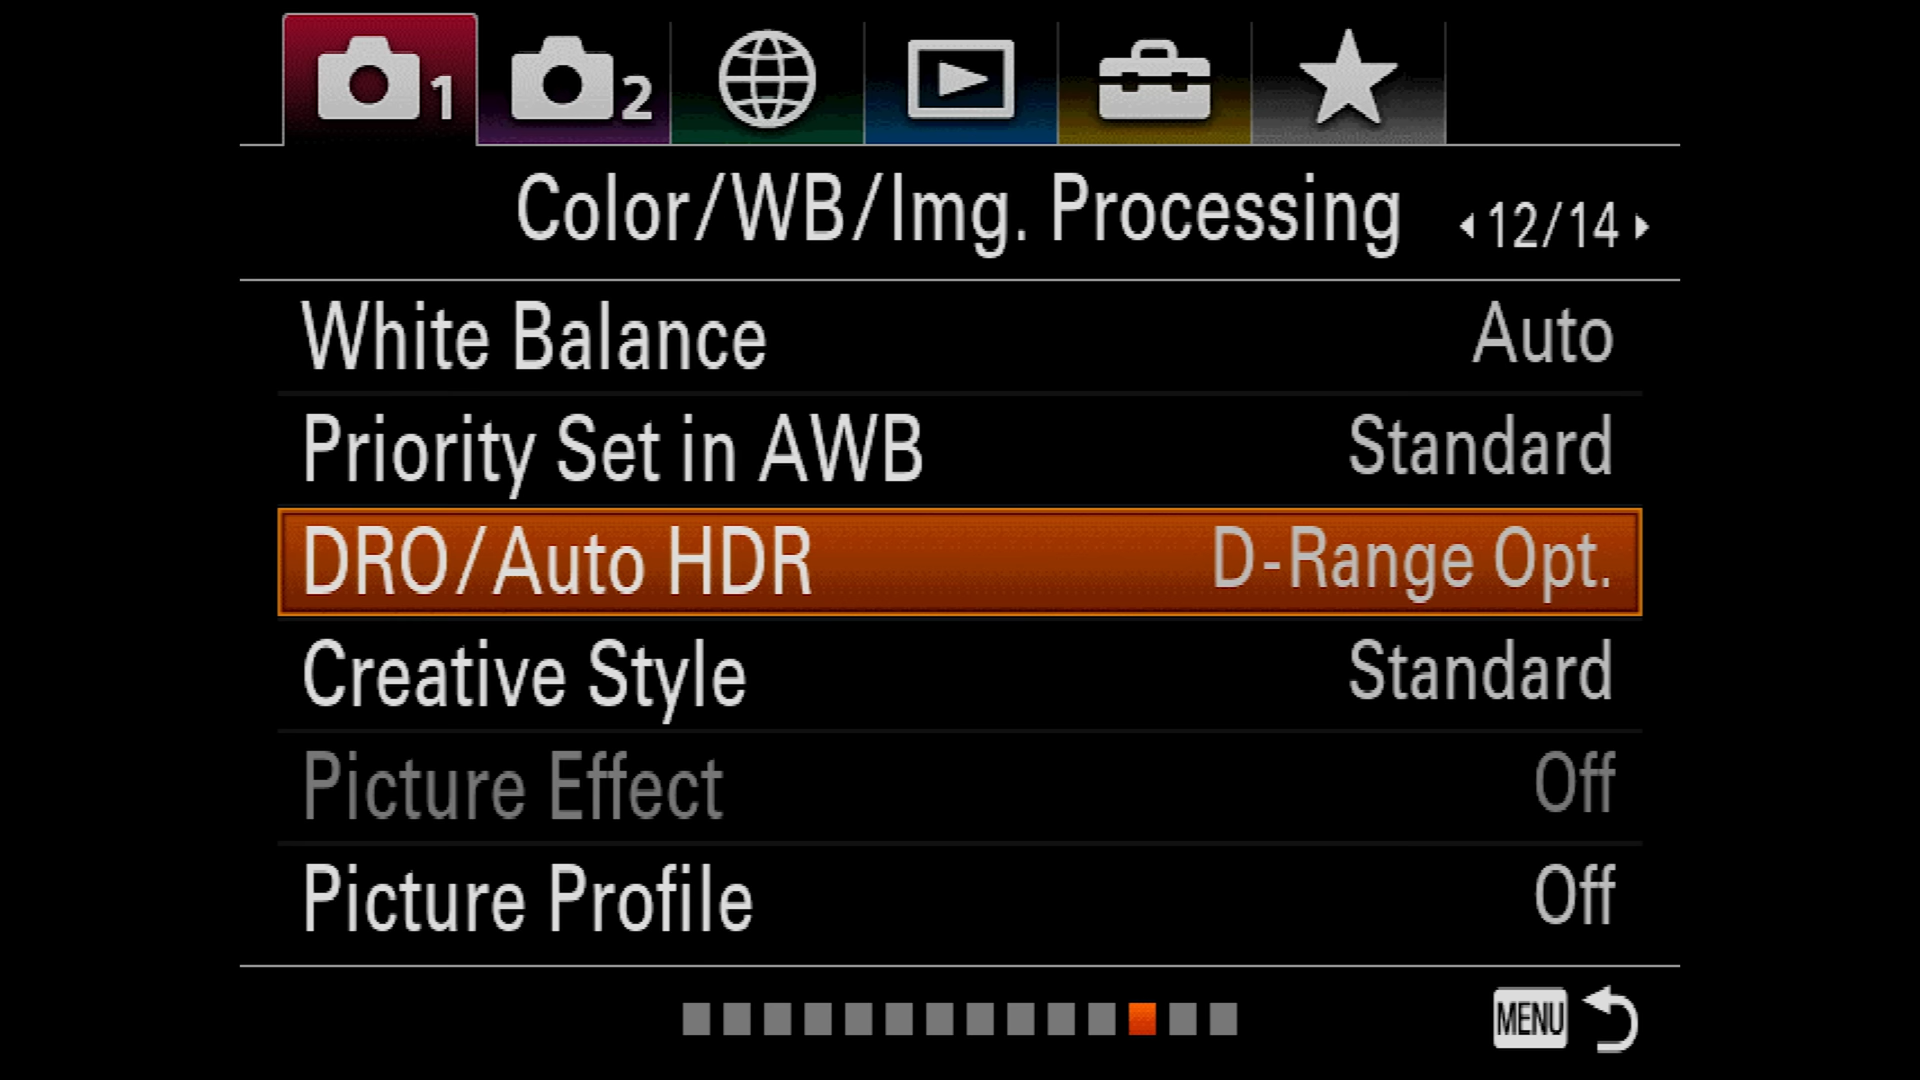 1 2
Color/WB/Img. Processing 12/14
White Balance Auto
Priority Set in AWB Standard
DRO/Auto HDR D-Range Opt.
Creative Style Standard
Picture Effect Off
Picture Profile Off
MENU